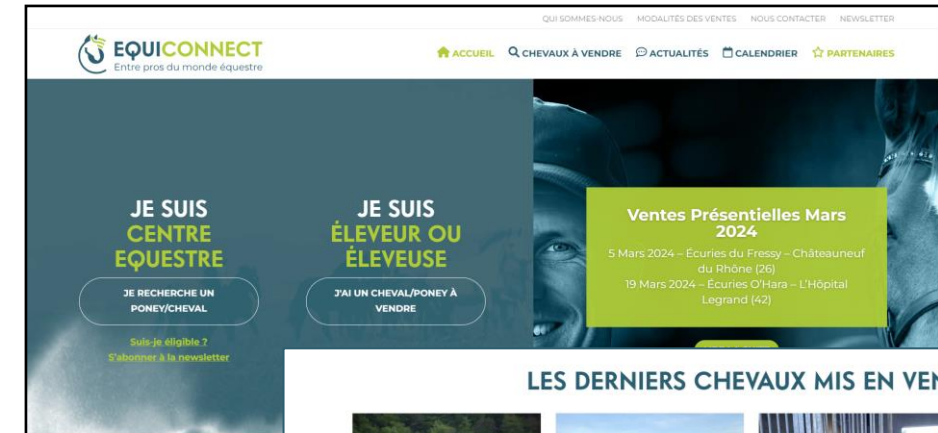 QUI SOMMES-NOUS MODALITÉS DES VENTES NOUS CONTACTER NEWSLETTER
EQUICONNECT
Entre pros du monde équestre
ACCUEIL CHEVAUX À VENDRE ACTUALITÉS CALENDRIER PARTENAIRES
JE SUIS
CENTRE
EQUESTRE
JE RECHERCHE UN
PONEY/CHEVAL
Suis-je éligible ?
S'abonner à la newsletter
JE SUIS
ÉLEVEUR OU
ÉLEVEUSE
J'AI UN CHEVAL/PONEY À
VENDRE
Ventes Présentielles Mars
2024
5 Mars 2024 – Écuries du Fressy – Châteauneuf
du Rhône (26)
19 Mars 2024 – Écuries O'Hara – L'Hôpital
Legrand (42)
LES DERNIERS CHEVAUX MIS EN VEN